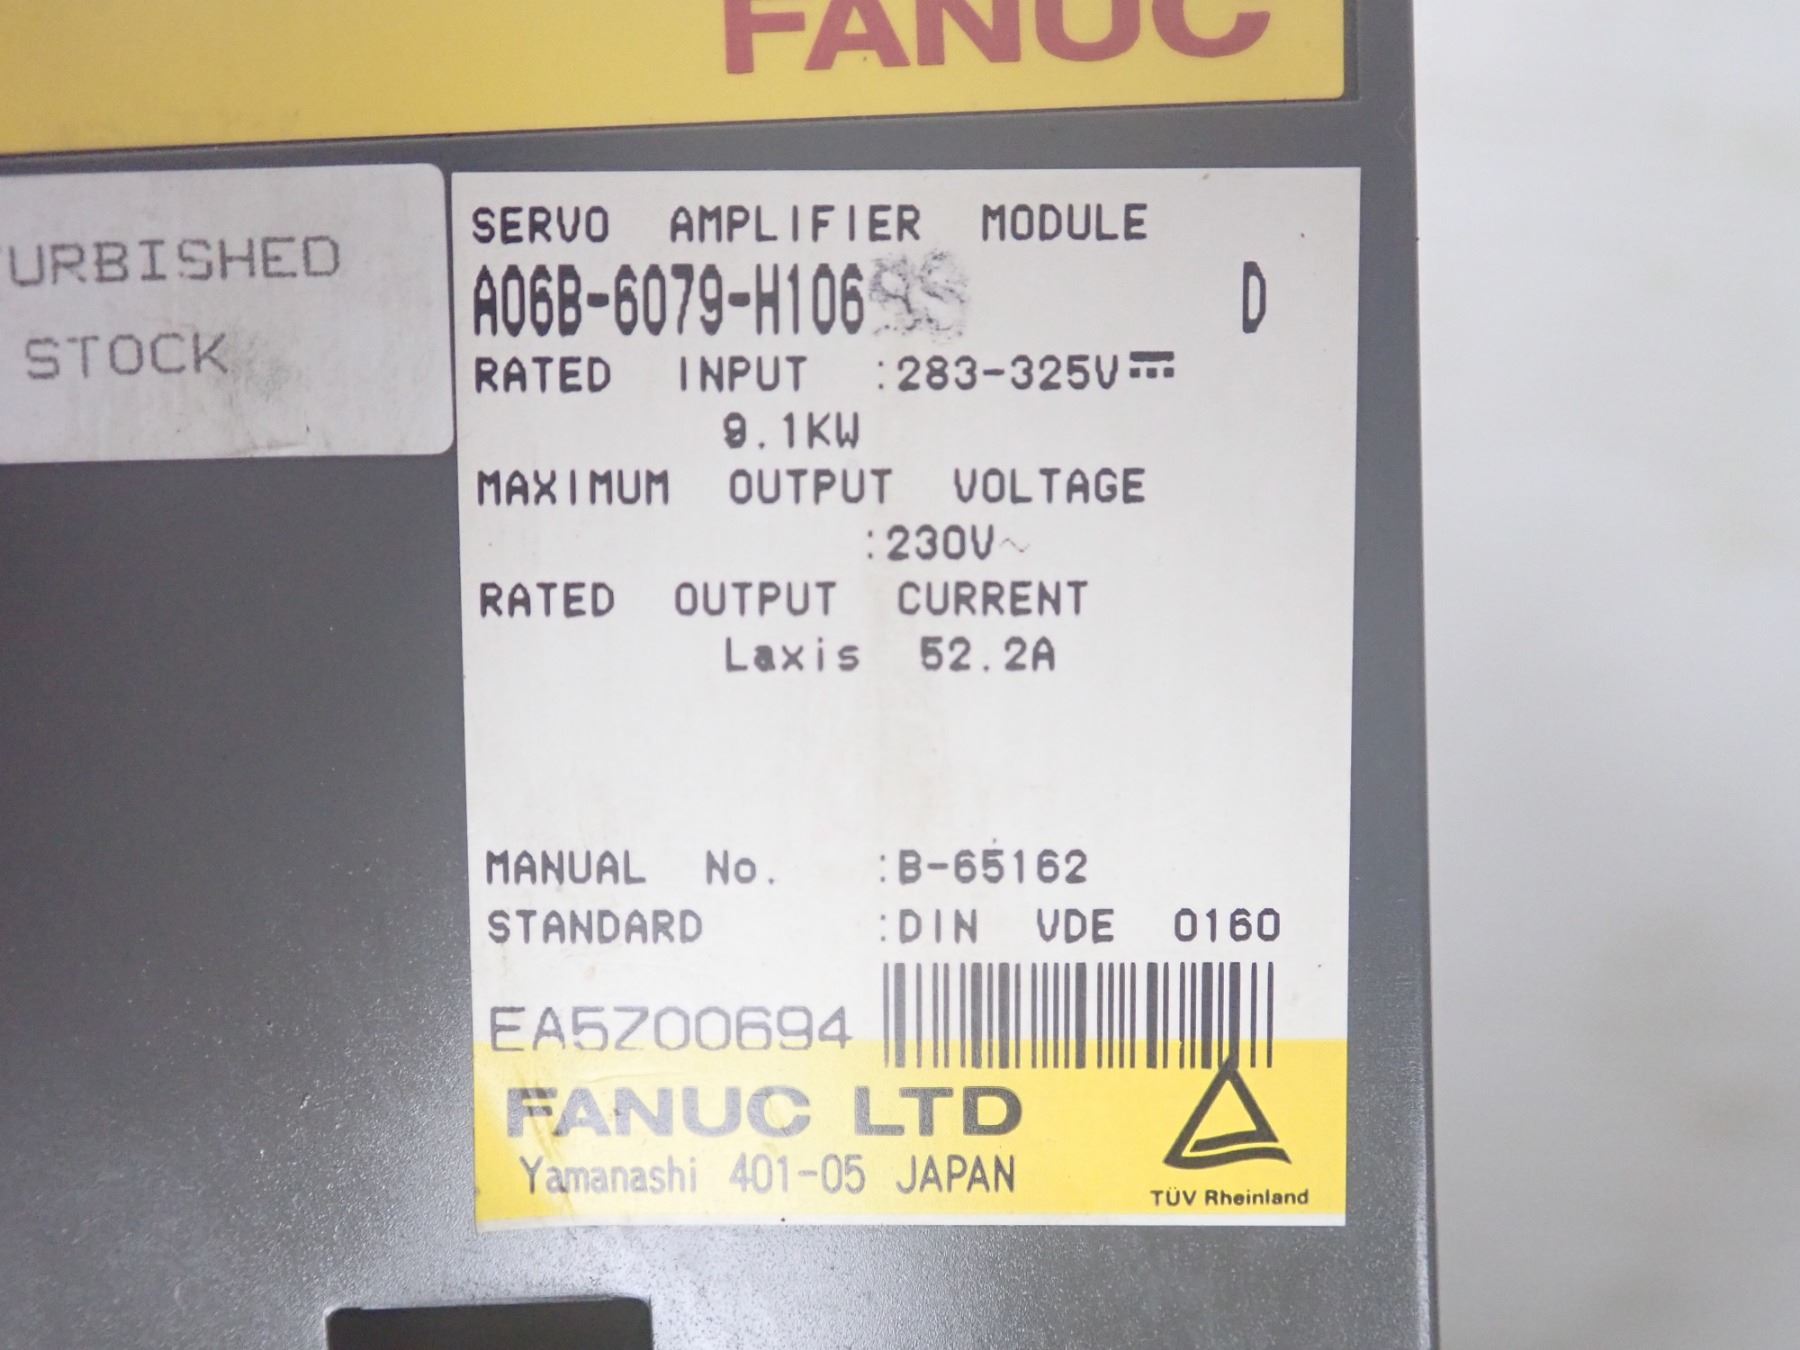 FANUC
URBISHED
STOCK
SERVO AMPLIFIER MODULE
A06B-6079-H106 D
RATED INPUT :283-325V⎓
9.1KW
MAXIMUM OUTPUT VOLTAGE
:230V~
RATED OUTPUT CURRENT
Laxis 52.2A
MANUAL No. :B-65162
STANDARD :DIN VDE 0160
EA5Z00694
FANUC LTD
Yamanashi 401-05 JAPAN
TÜV Rheinland